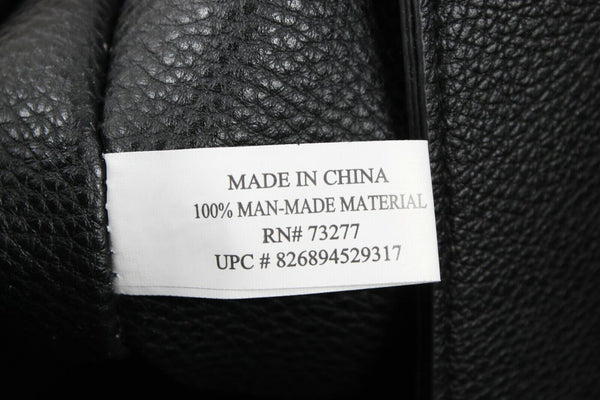 MADE IN CHINA
100% MAN-MADE MATERIAL
RN# 73277
UPC # 826894529317